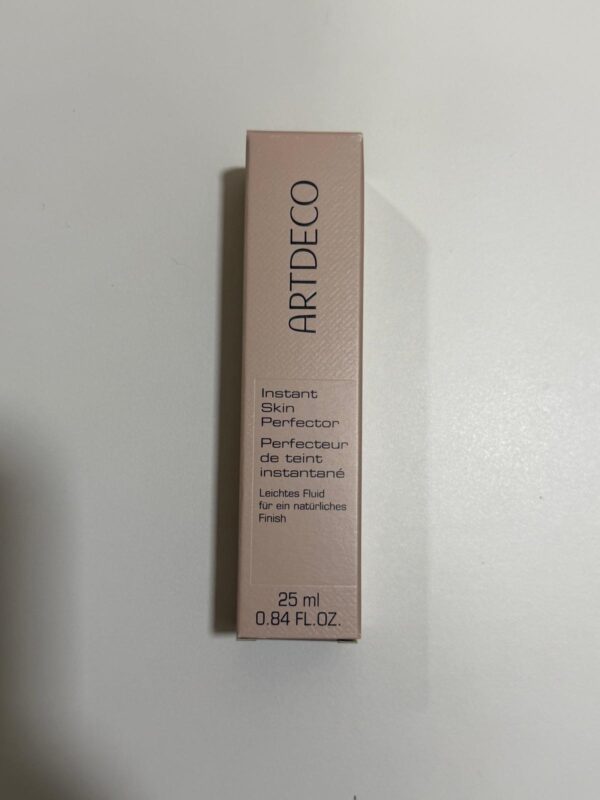 ARTDECO
Instant
Skin
Perfector
Perfecteur
de teint
instantané
Leichtes Fluid
für ein natürliches
Finish
25 ml
0.84 FL.OZ.